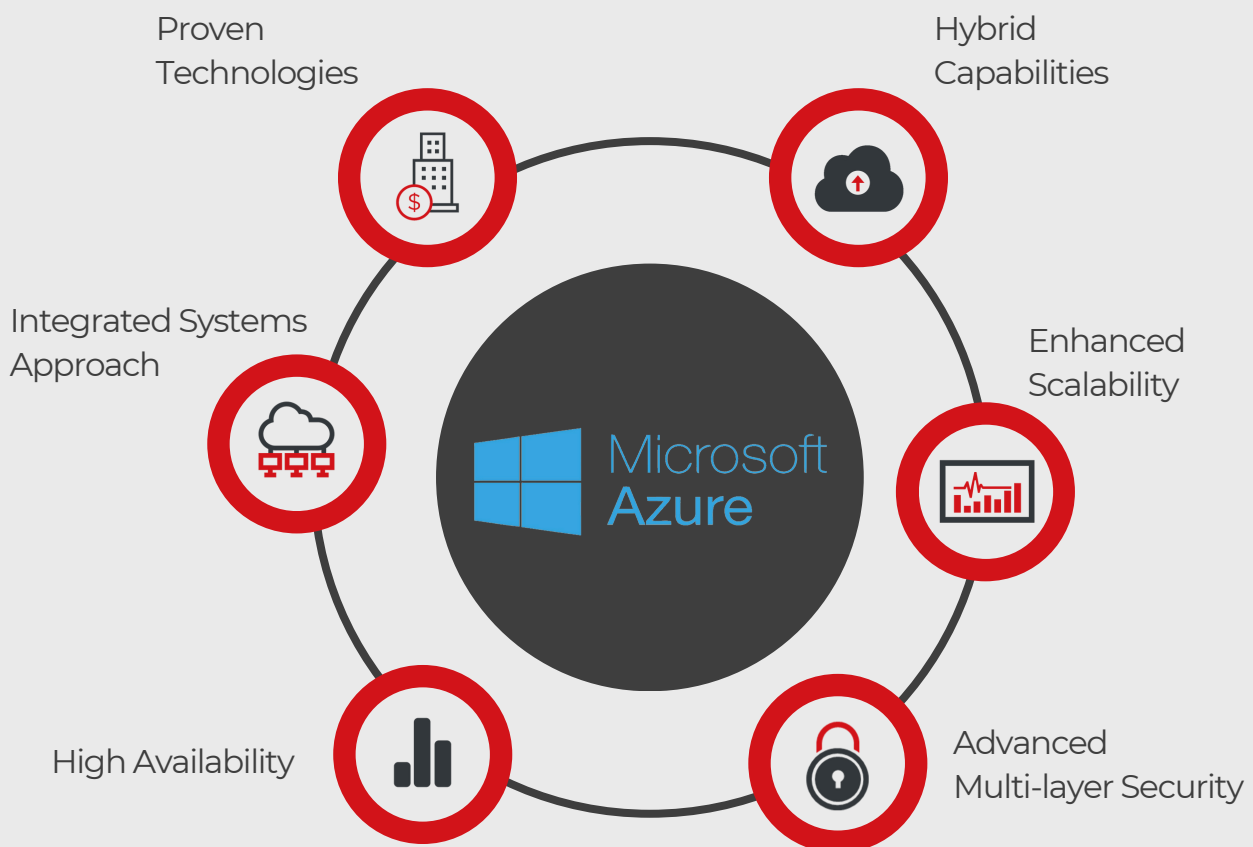 Proven
Technologies
Hybrid
Capabilities
Integrated Systems
Approach
Enhanced
Scalability
Microsoft
Azure
$
High Availability
Advanced
Multi-layer Security